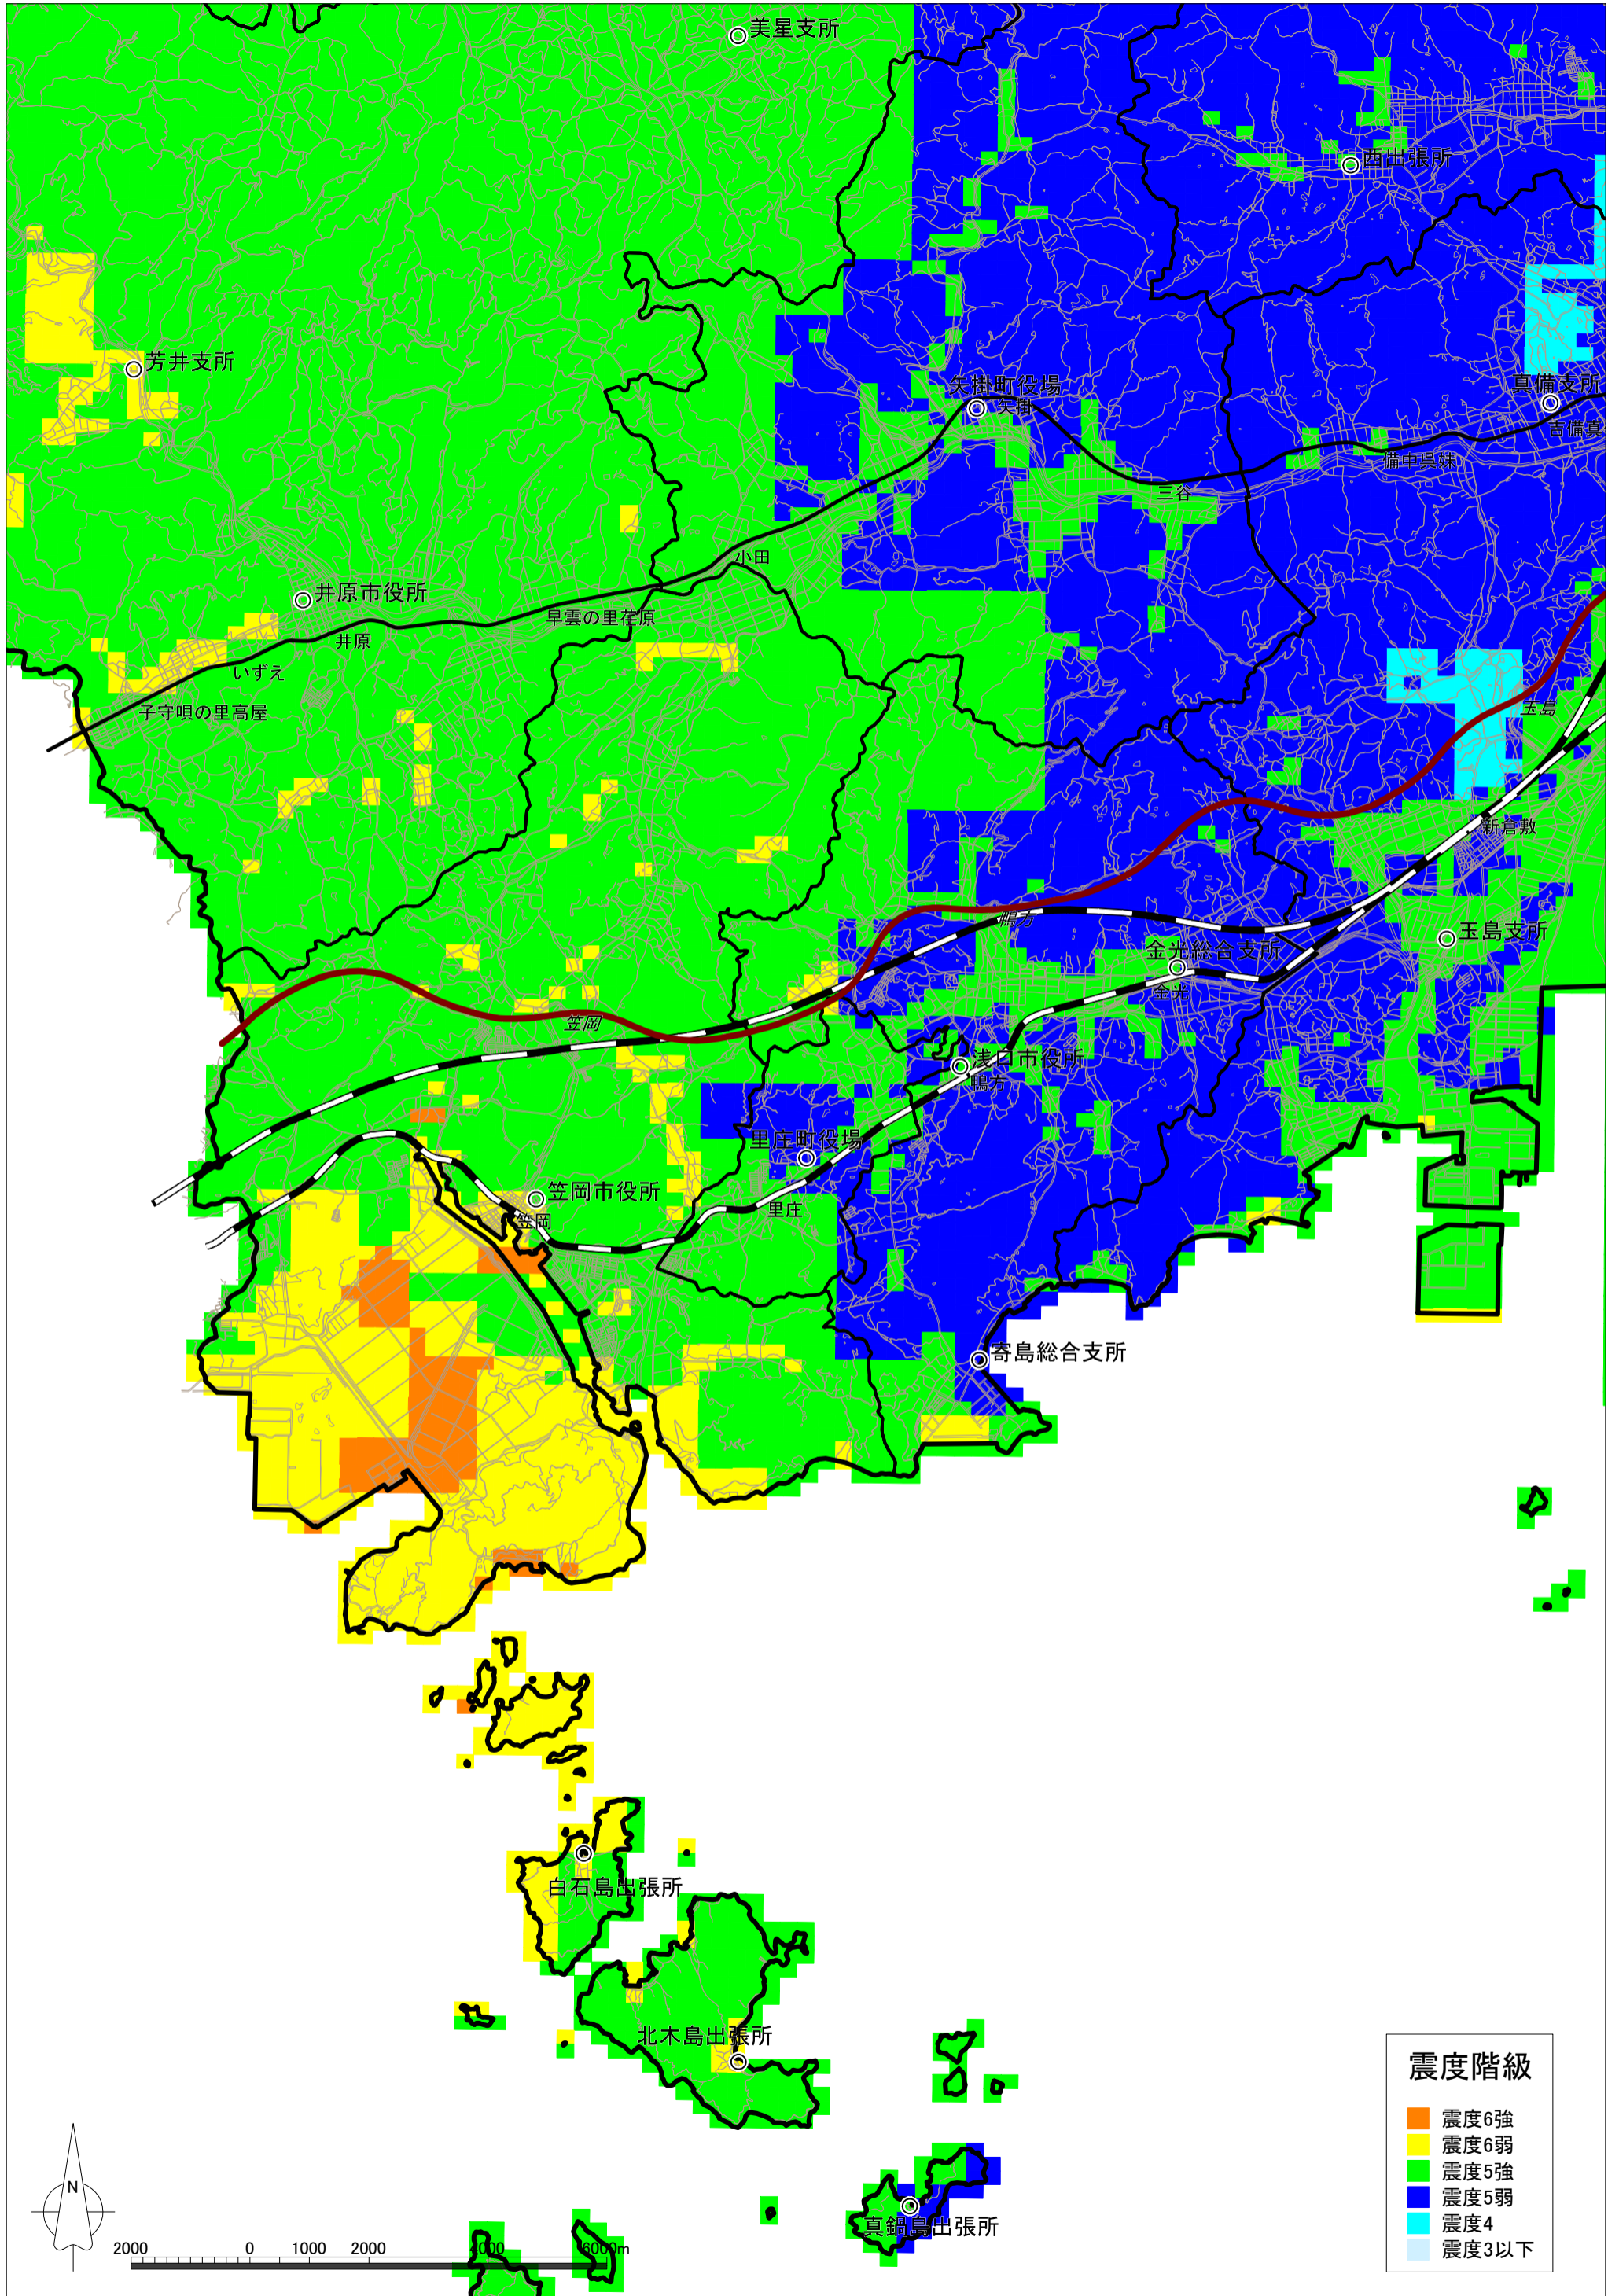 美星支所
西出張所
芳井支所
矢掛町役場
矢掛
真備支所
吉備真
備中呉妹
三谷
小田
井原市役所
早雲の里荏原
井原
いずえ
子守唄の里高屋
玉島
新倉敷
鴨方
玉島支所
金光総合支所
金光
笠岡
浅口市役所
鴨方
里庄町役場
笠岡市役所
里庄
笠岡
寄島総合支所
白石島出張所
北木島出張所
真鍋島出張所
震度階級
震度6強
震度6弱
震度5強
震度5弱
震度4
震度3以下
N
2000 0 1000 2000 4000 6000m